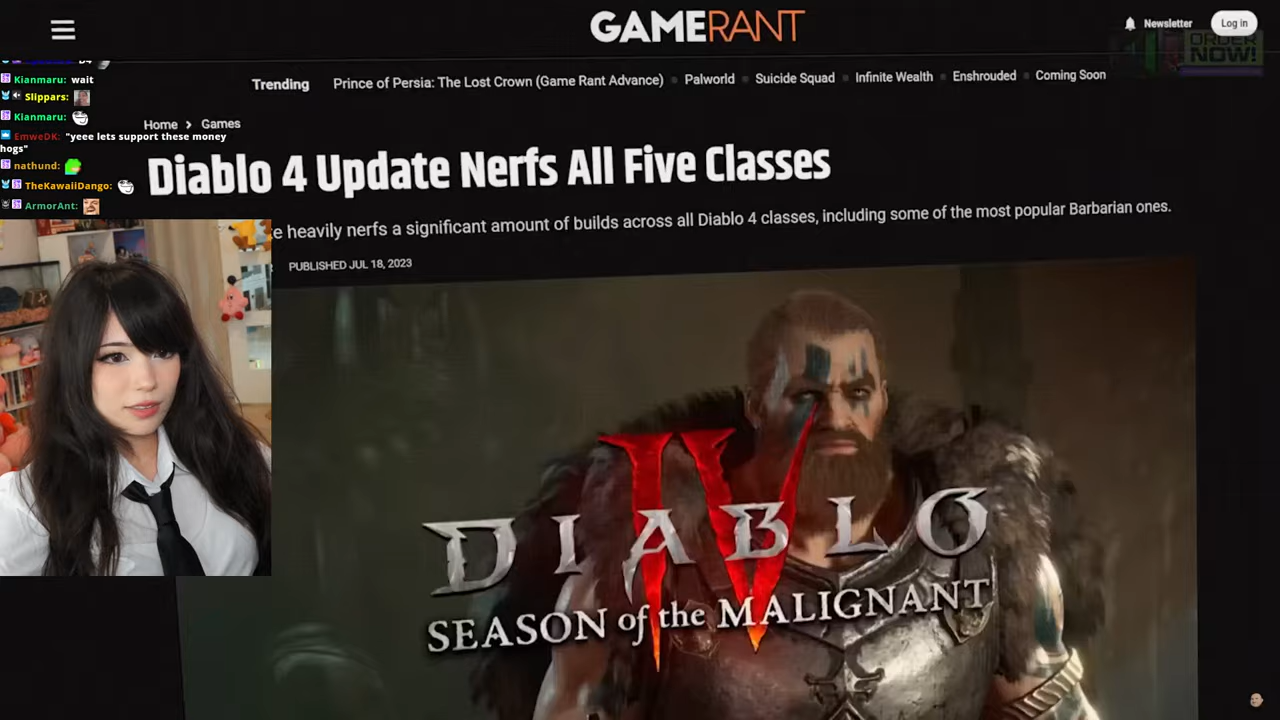 GAMERANT
Newsletter
Log in
ORDER
NOW!
Trending
Prince of Persia: The Lost Crown (Game Rant Advance)
Palworld
Suicide Squad
Infinite Wealth
Enshrouded
Coming Soon
Kianmaru: wait
Slippars:
Kianmaru:
EmweDK: "yeee lets support these money
hogs"
nathund:
TheKawaiiDango:
ArmorAnt:
Home > Games
Diablo 4 Update Nerfs All Five Classes
e heavily nerfs a significant amount of builds across all Diablo 4 classes, including some of the most popular Barbarian ones.
PUBLISHED JUL 18, 2023
IV
DIABLO
SEASON of the MALIGNANT